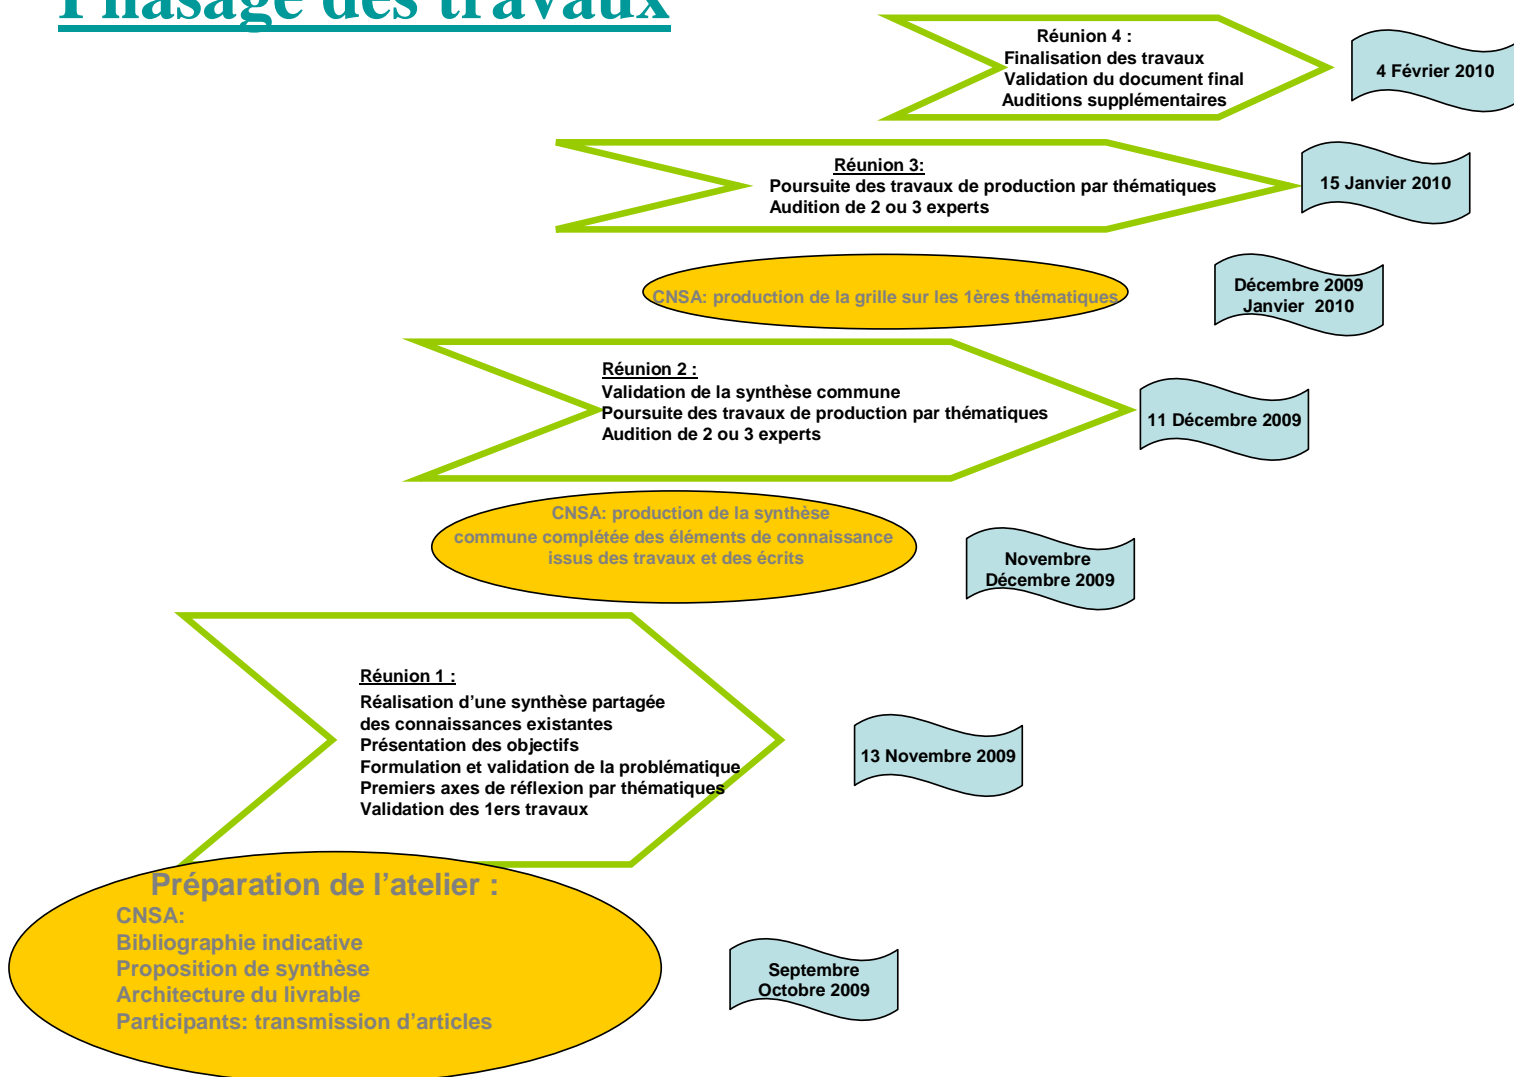 Phasage des travaux
Réunion 4 :
Finalisation des travaux
Validation du document final
Auditions supplémentaires
4 Février 2010
Réunion 3:
Poursuite des travaux de production par thématiques
Audition de 2 ou 3 experts
15 Janvier 2010
CNSA: production de la grille sur les 1ères thématiques
Décembre 2009
Janvier 2010
Réunion 2 :
Validation de la synthèse commune
Poursuite des travaux de production par thématiques
Audition de 2 ou 3 experts
11 Décembre 2009
CNSA: production de la synthèse
commune complétée des éléments de connaissance
issus des travaux et des écrits
Novembre
Décembre 2009
Réunion 1 :
Réalisation d’une synthèse partagée
des connaissances existantes
Présentation des objectifs
Formulation et validation de la problématique
Premiers axes de réflexion par thématiques
Validation des 1ers travaux
13 Novembre 2009
Préparation de l’atelier :
CNSA:
Bibliographie indicative
Proposition de synthèse
Architecture du livrable
Participants: transmission d’articles
Septembre
Octobre 2009